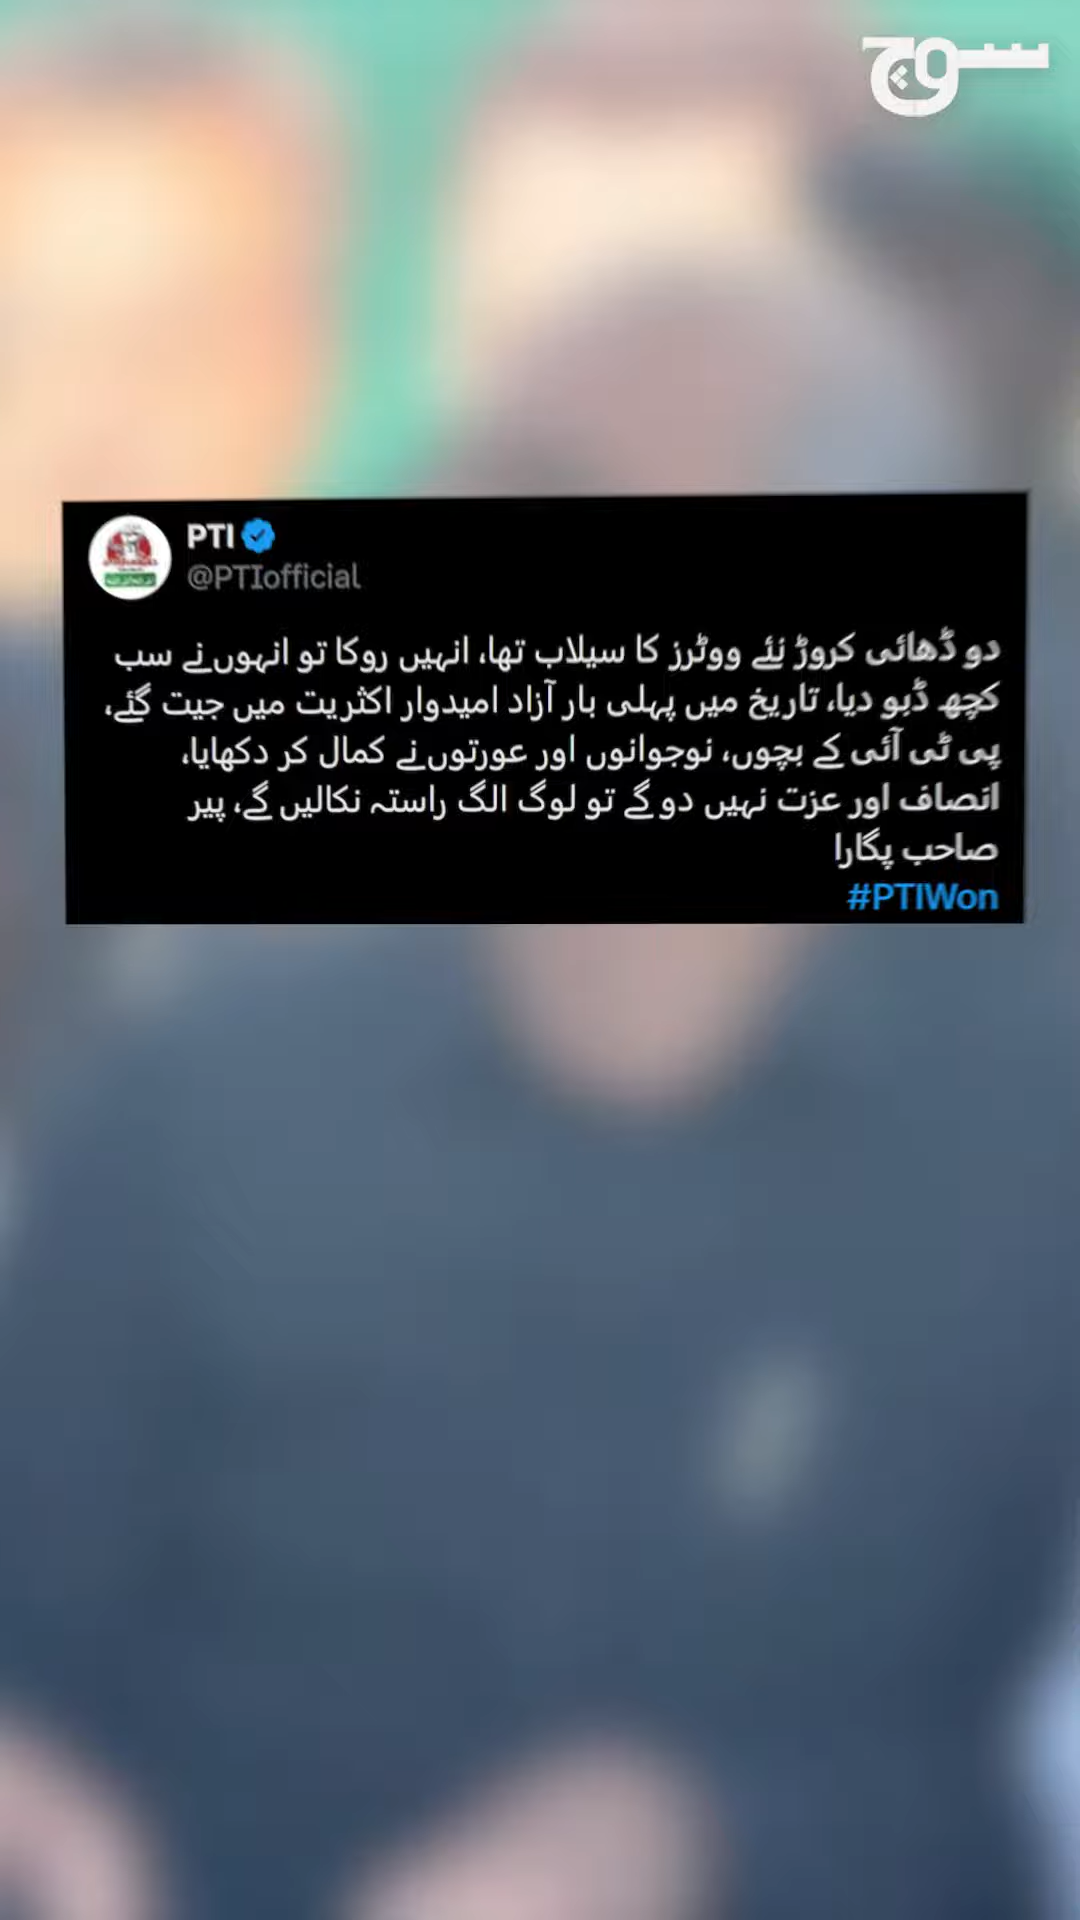 سوچ
PTI
@PTIofficial
دو ڈھائی کروڑ نئے ووٹرز کا سیلاب تھا، انہیں روکا تو انہوں نے سب
کچھ ڈبو دیا، تاریخ میں پہلی بار آزاد امیدوار اکثریت میں جیت گئے،
پی ٹی آئی کے بچوں، نوجوانوں اور عورتوں نے کمال کر دکھایا،
انصاف اور عزت نہیں دو گے تو لوگ الگ راستہ نکالیں گے، پیر
صاحب پگارا
#PTIWon